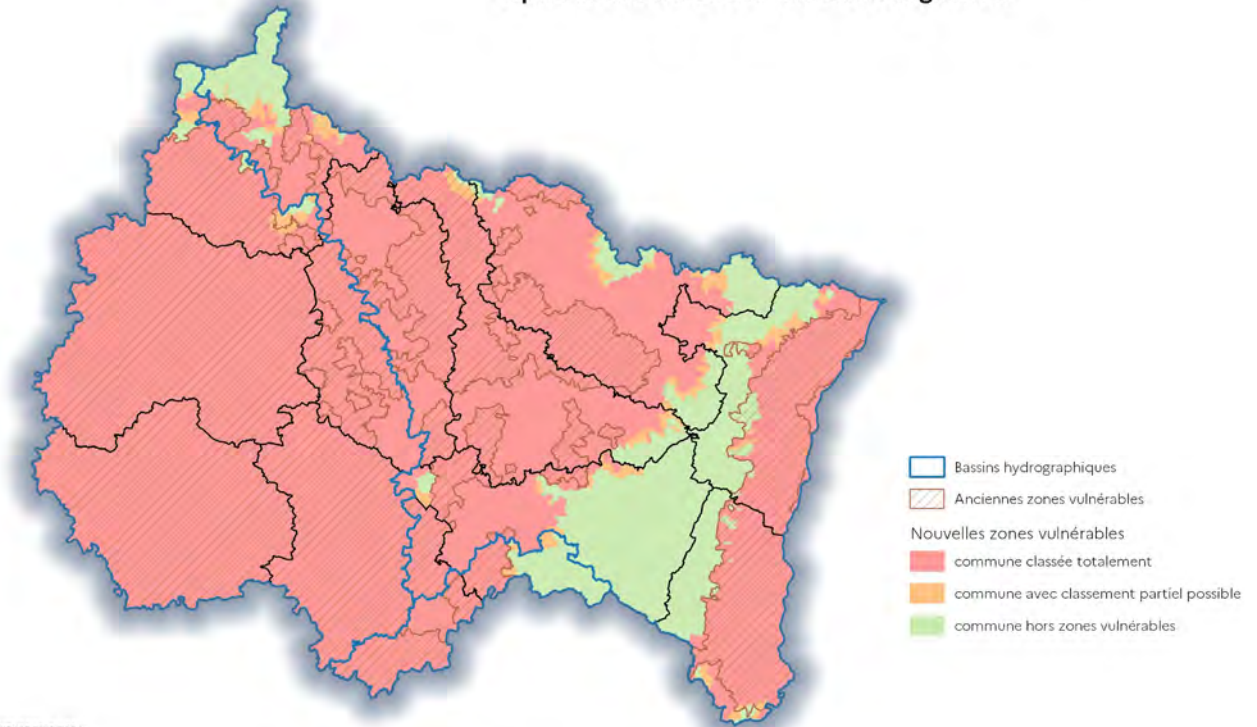 Bassins hydrographiques
Anciennes zones vulnérables
Nouvelles zones vulnérables
commune classée totalement
commune avec classement partiel possible
commune hors zones vulnérables